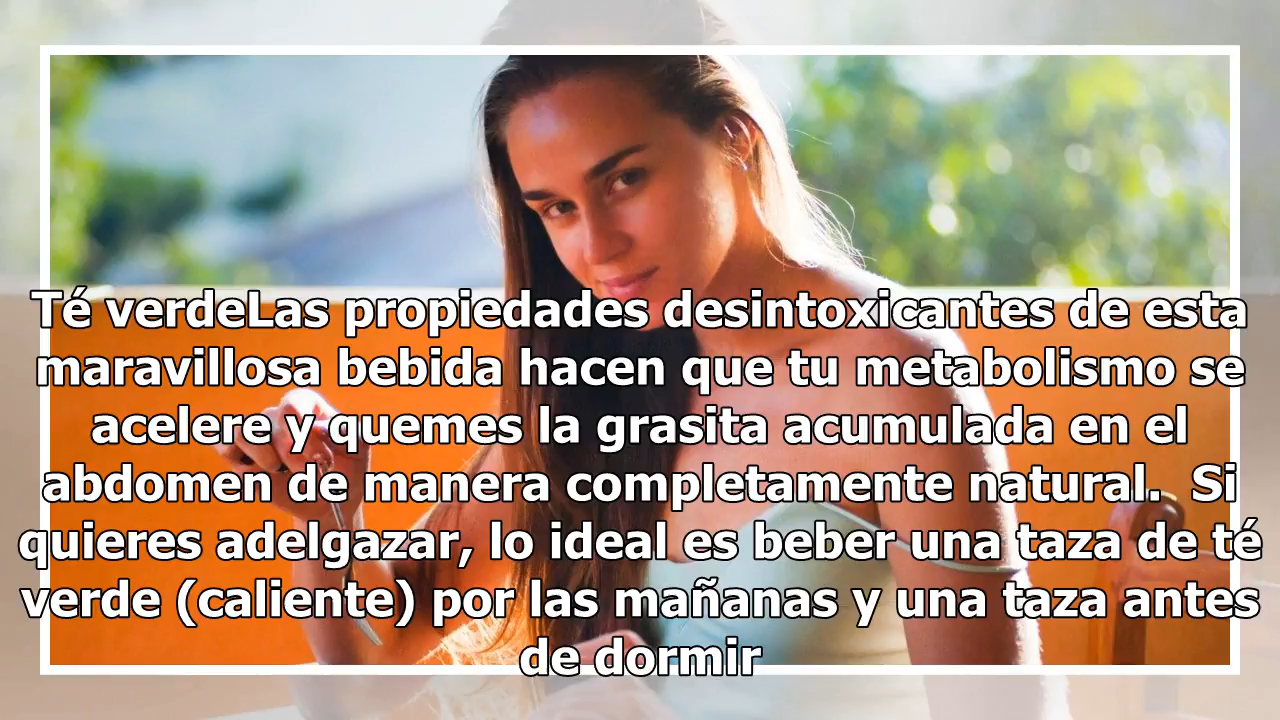 Té verdeLas propiedades desintoxicantes de esta
maravillosa bebida hacen que tu metabolismo se
acelere y quemes la grasita acumulada en el
abdomen de manera completamente natural.  Si
quieres adelgazar, lo ideal es beber una taza de té
verde (caliente) por las mañanas y una taza antes
de dormir